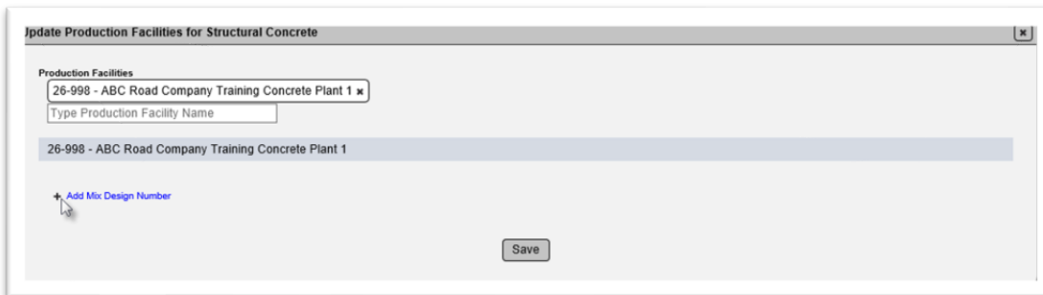 Update Production Facilities for Structural Concrete
Production Facilities
26-998 - ABC Road Company Training Concrete Plant 1 ×
Type Production Facility Name
26-998 - ABC Road Company Training Concrete Plant 1
+ Add Mix Design Number
Save